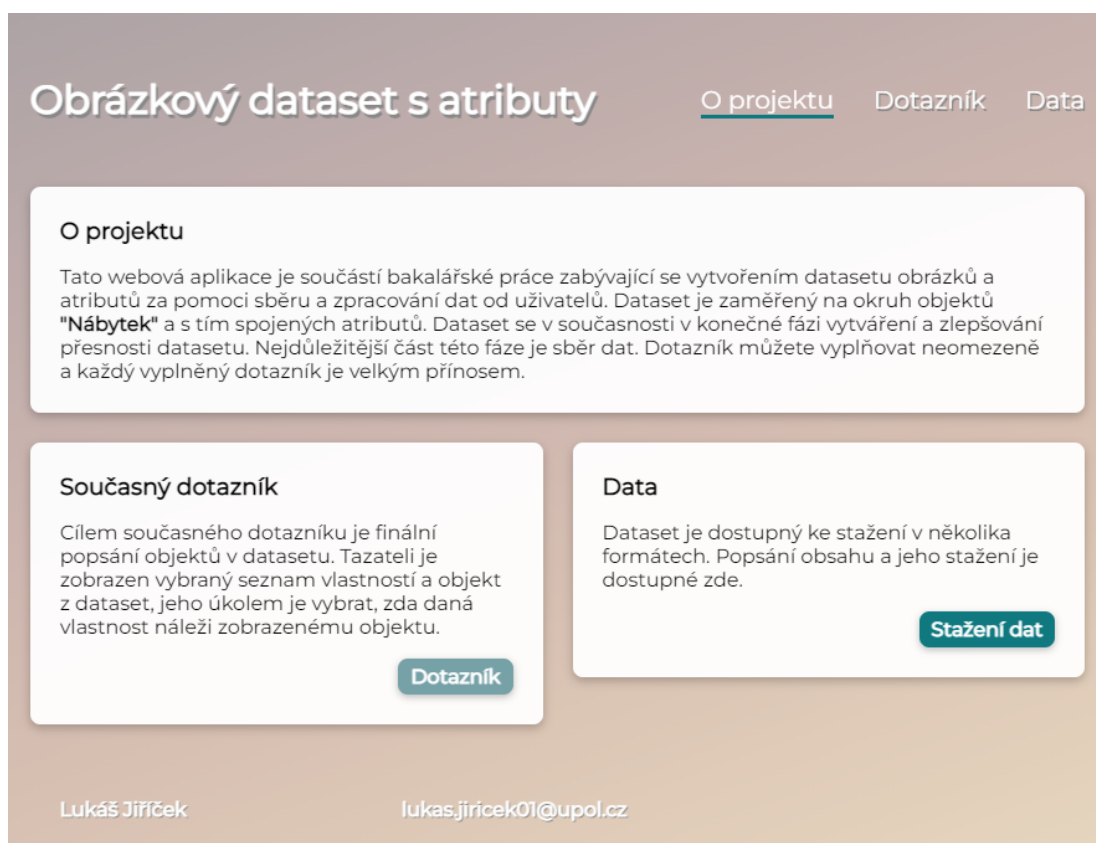 Obrázkový dataset s atributy
O projektu Dotazník Data
O projektu
Tato webová aplikace je součástí bakalářské práce zabývající se vytvořením datasetu obrázků a
atributů za pomoci sběru a zpracování dat od uživatelů. Dataset je zaměřený na okruh objektů
"Nábytek" a s tím spojených atributů. Dataset se v současnosti v konečné fázi vytváření a zlepšování
přesnosti datasetu. Nejdůležitější část této fáze je sběr dat. Dotazník můžete vyplňovat neomezeně
a každý vyplněný dotazník je velkým přínosem.
Současný dotazník
Cílem současného dotazníku je finální
popsání objektů v datasetu. Tazateli je
zobrazen vybraný seznam vlastností a objekt
z dataset, jeho úkolem je vybrat, zda daná
vlastnost náleži zobrazenému objektu.
Dotazník
Data
Dataset je dostupný ke stažení v několika
formátech. Popsání obsahu a jeho stažení je
dostupné zde.
Stažení dat
Lukáš Jiříček
lukas.jiricek01@upol.cz